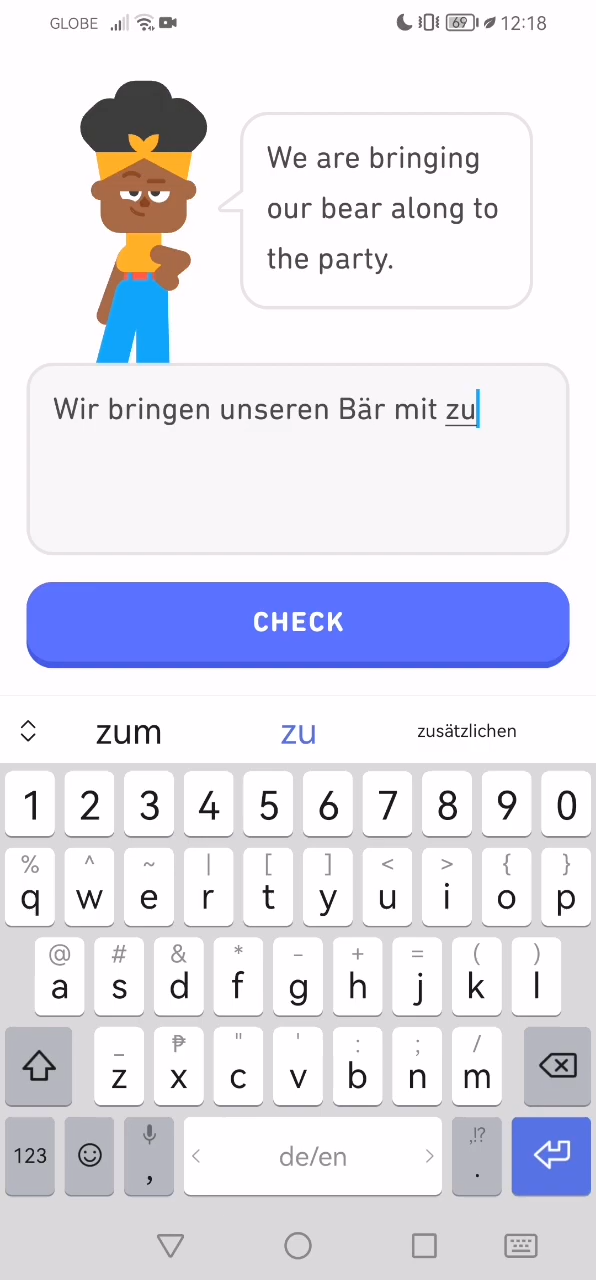 GLOBE 69 12:18
We are bringing
our bear along to
the party.
Wir bringen unseren Bär mit zu
CHECK
zum zu zusätzlichen
1 2 3 4 5 6 7 8 9 0
% ^ ~ | [ ] < > { }
q w e r t y u i o p
@ # & * - + = ( )
a s d f g h j k l
_ ₱ " ' : ; /
z x c v b n m
,!?
123 , < de/en > .